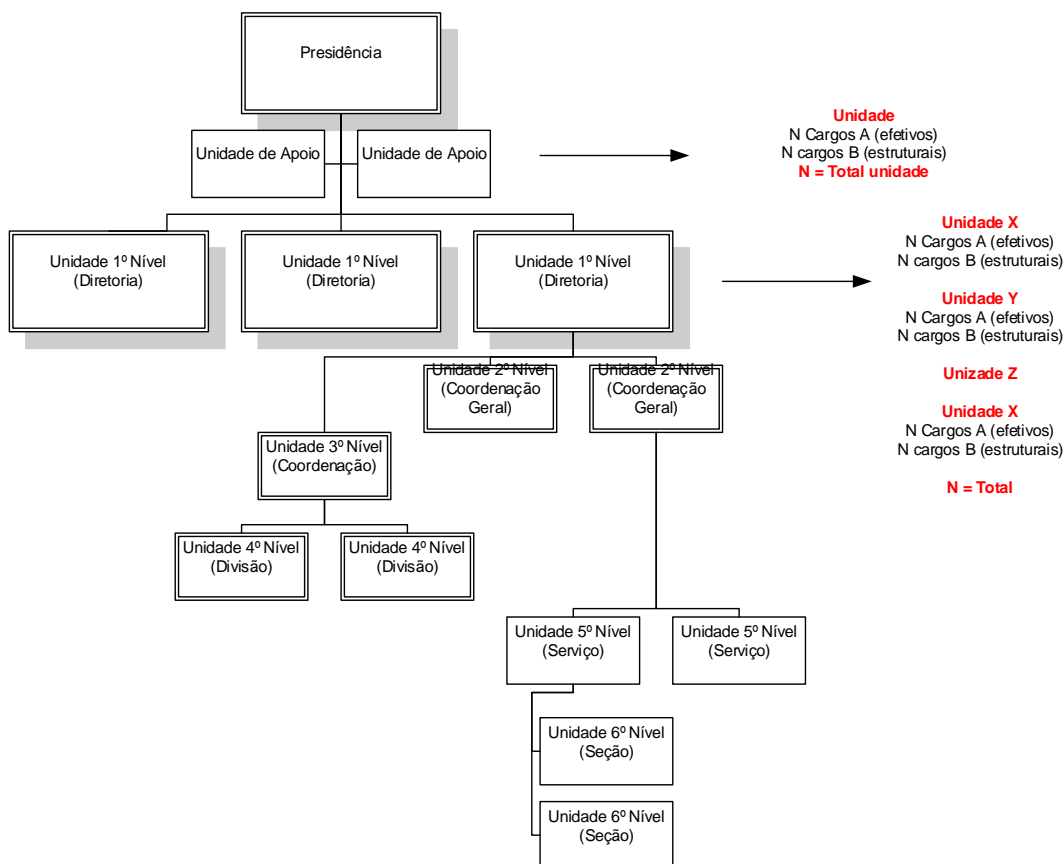 Presidência
Unidade de Apoio
Unidade de Apoio
Unidade
N Cargos A (efetivos)
N cargos B (estruturais)
N = Total unidade
Unidade 1º Nível
(Diretoria)
Unidade 1º Nível
(Diretoria)
Unidade 1º Nível
(Diretoria)
Unidade X
N Cargos A (efetivos)
N cargos B (estruturais)
Unidade Y
N Cargos A (efetivos)
N cargos B (estruturais)
Unizade Z
Unidade X
N Cargos A (efetivos)
N cargos B (estruturais)
N = Total
Unidade 2º Nível
(Coordenação
Geral)
Unidade 2º Nível
(Coordenação
Geral)
Unidade 3º Nível
(Coordenação)
Unidade 4º Nível
(Divisão)
Unidade 4º Nível
(Divisão)
Unidade 5º Nível
(Serviço)
Unidade 5º Nível
(Serviço)
Unidade 6º Nível
(Seção)
Unidade 6º Nível
(Seção)